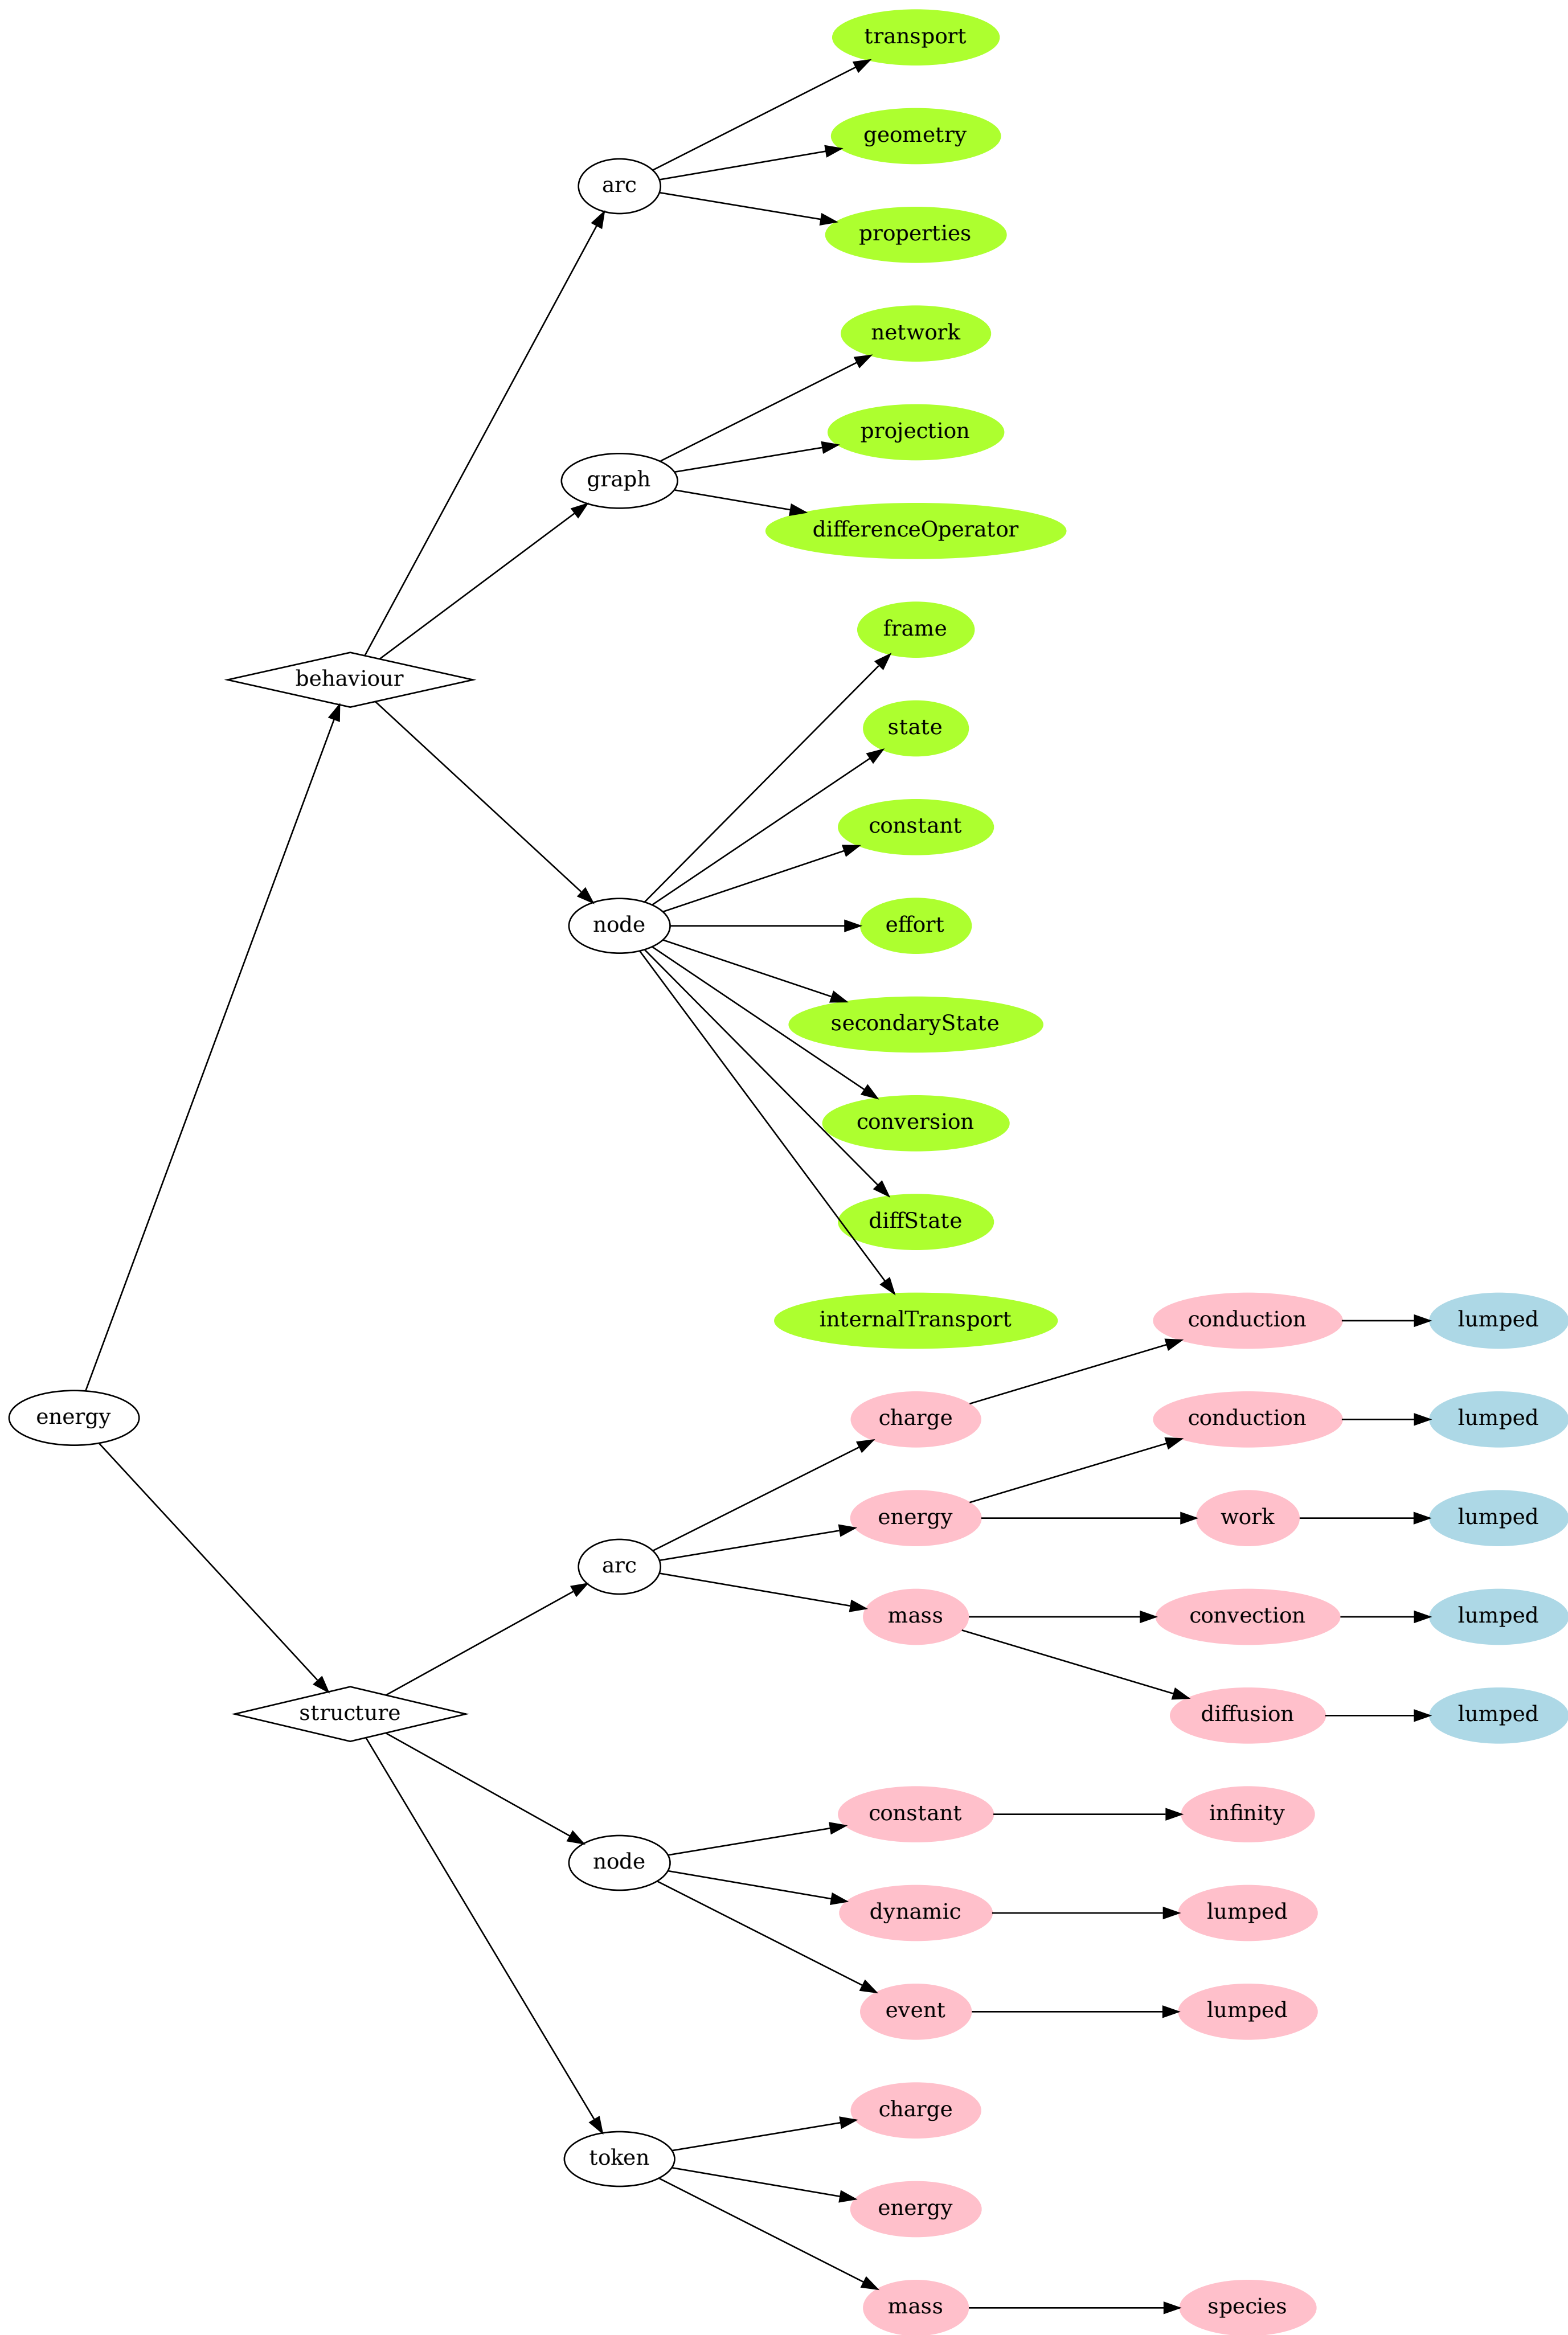 transport
geometry
arc
properties
network
projection
graph
differenceOperator
frame
behaviour
state
constant
node
effort
secondaryState
conversion
diffState
internalTransport
conduction
lumped
energy
charge
conduction
lumped
energy
work
lumped
arc
mass
convection
lumped
structure
diffusion
lumped
constant
infinity
node
dynamic
lumped
event
lumped
charge
token
energy
mass
species